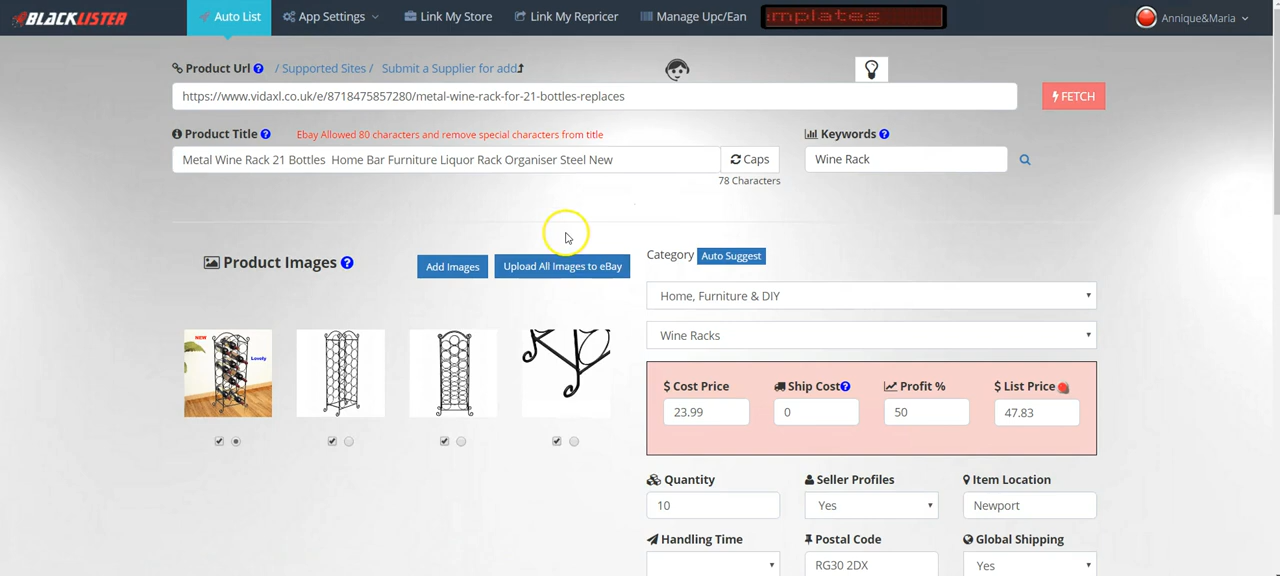 BLACKLISTER
Auto List
App Settings
Link My Store
Link My Repricer
Manage Upc/Ean
mplates
Annique&Marla
Product Url ? / Supported Sites / Submit a Supplier for add
https://www.vidaxl.co.uk/e/8718475857280/metal-wine-rack-for-21-bottles-replaces
FETCH
Product Title ? Ebay Allowed 80 characters and remove special characters from title
Keywords ?
Metal Wine Rack 21 Bottles Home Bar Furniture Liquor Rack Organiser Steel New
Caps
Wine Rack
78 Characters
Product Images ?
Add Images
Upload All Images to eBay
Category Auto Suggest
Home, Furniture & DIY
Wine Racks
NEW
Lovely
$ Cost Price
Ship Cost ?
Profit %
$ List Price
23.99
0
50
47.83
Quantity
Seller Profiles
Item Location
10
Yes
Newport
Handling Time
Postal Code
Global Shipping
RG30 2DX
Yes